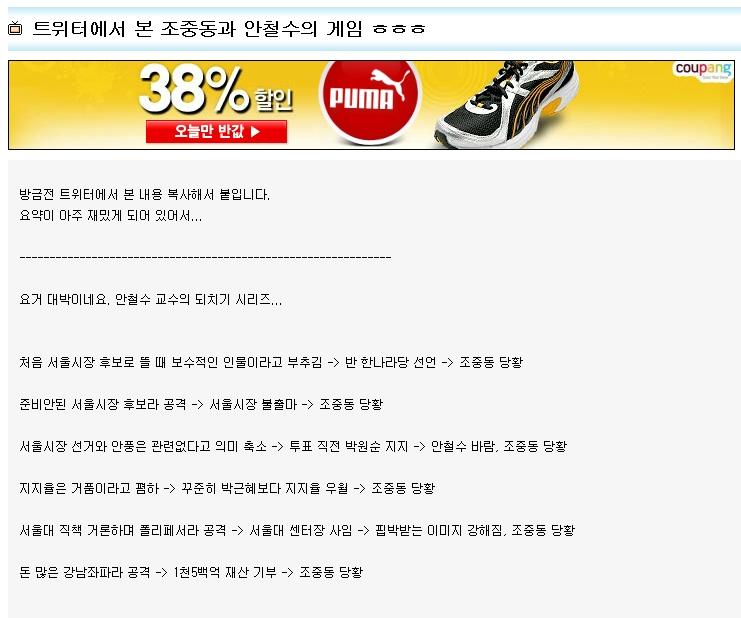 트위터에서 본 조중동과 안철수의 게임 ㅎㅎㅎ
38% 할인
오늘만 반값 ▶
PUMA
coupang
방금전 트위터에서 본 내용 복사해서 붙입니다.
요약이 아주 재밌게 되어 있어서...
--------------------------------------------------------------
요거 대박이네요. 안철수 교수의 되치기 시리즈...
처음 서울시장 후보로 뜰 때 보수적인 인물이라고 부추김 -> 반 한나라당 선언 -> 조중동 당황
준비안된 서울시장 후보라 공격 -> 서울시장 불출마 -> 조중동 당황
서울시장 선거와 안풍은 관련없다고 의미 축소 -> 투표 직전 박원순 지지 -> 안철수 바람, 조중동 당황
지지율은 거품이라고 폄하 -> 꾸준히 박근혜보다 지지율 우월 -> 조중동 당황
서울대 직책 거론하며 폴리페서라 공격 -> 서울대 센터장 사임 -> 핍박받는 이미지 강해짐, 조중동 당황
돈 많은 강남좌파라 공격 -> 1천5백억 재산 기부 -> 조중동 당황